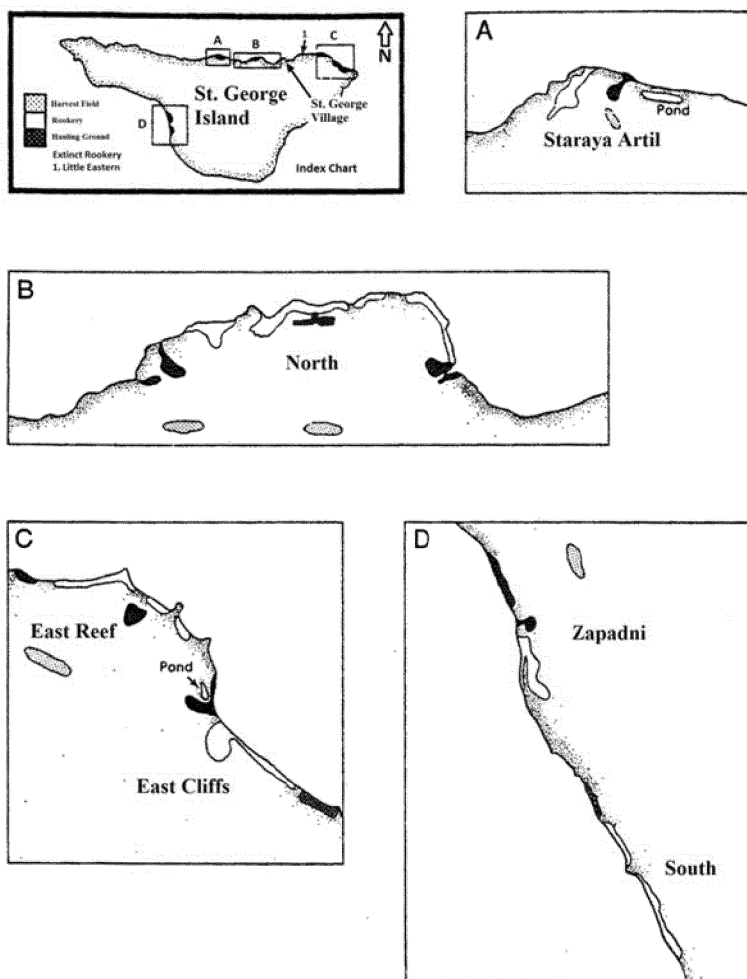 A
B
1
C
N
St. George
Island
St. George
Village
D
Harvest Field
Rookery
Hauling Ground
Extinct Rookery
1. Little Eastern
Index Chart
A
Pond
Staraya Artil
B
North
C
East Reef
Pond
East Cliffs
D
Zapadni
South